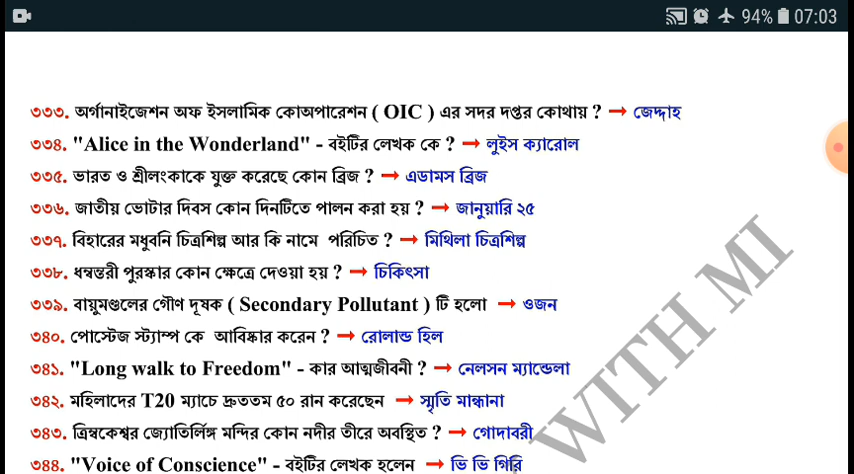 94% 07:03
৩৩৩. অর্গানাইজেশন অফ ইসলামিক কোঅপারেশন ( OIC ) এর সদর দপ্তর কোথায় ? → জেদ্দাহ
৩৩৪. "Alice in the Wonderland" - বইটির লেখক কে ? → লুইস ক্যারোল
৩৩৫. ভারত ও শ্রীলংকাকে যুক্ত করেছে কোন ব্রিজ ? → এডামস ব্রিজ
৩৩৬. জাতীয় ভোটার দিবস কোন দিনটিতে পালন করা হয় ? → জানুয়ারি ২৫
৩৩৭. বিহারের মধুবনি চিত্রশিল্প আর কি নামে পরিচিত ? → মিথিলা চিত্রশিল্প
৩৩৮. ধন্বন্তরী পুরস্কার কোন ক্ষেত্রে দেওয়া হয় ? → চিকিৎসা
৩৩৯. বায়ুমণ্ডলের গৌণ দূষক ( Secondary Pollutant ) টি হলো → ওজন
৩৪০. পোস্টেজ স্ট্যাম্প কে আবিষ্কার করেন ? → রোলান্ড হিল
৩৪১. "Long walk to Freedom" - কার আত্মজীবনী ? → নেলসন ম্যান্ডেলা
৩৪২. মহিলাদের T20 ম্যাচে দ্রুততম ৫০ রান করেছেন → স্মৃতি মান্ধানা
৩৪৩. ত্রিম্বকেশ্বর জ্যোতির্লিঙ্গ মন্দির কোন নদীর তীরে অবস্থিত ? → গোদাবরী
৩৪৪. "Voice of Conscience" - বইটির লেখক হলেন → ভি ভি গিরি
WITH MI